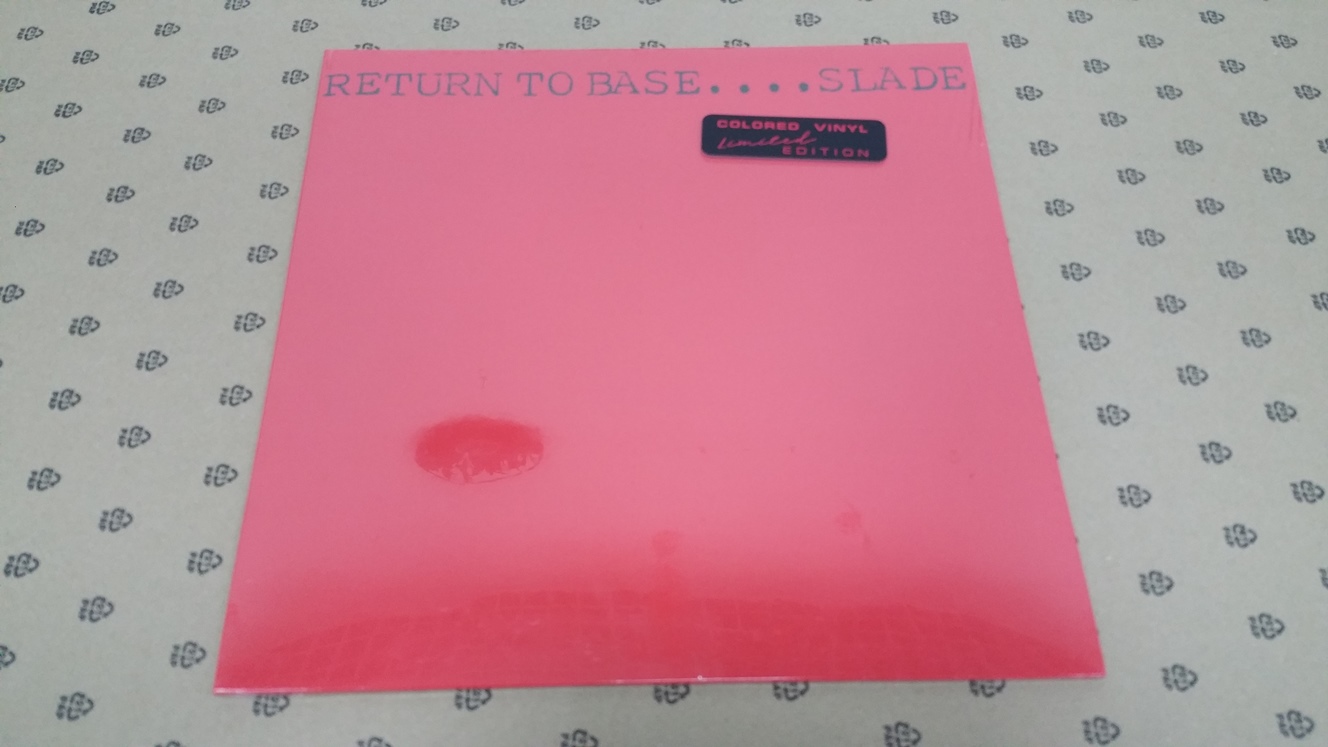 RETURN TO BASE.....SLADE
COLORED VINYL
limited
EDITION